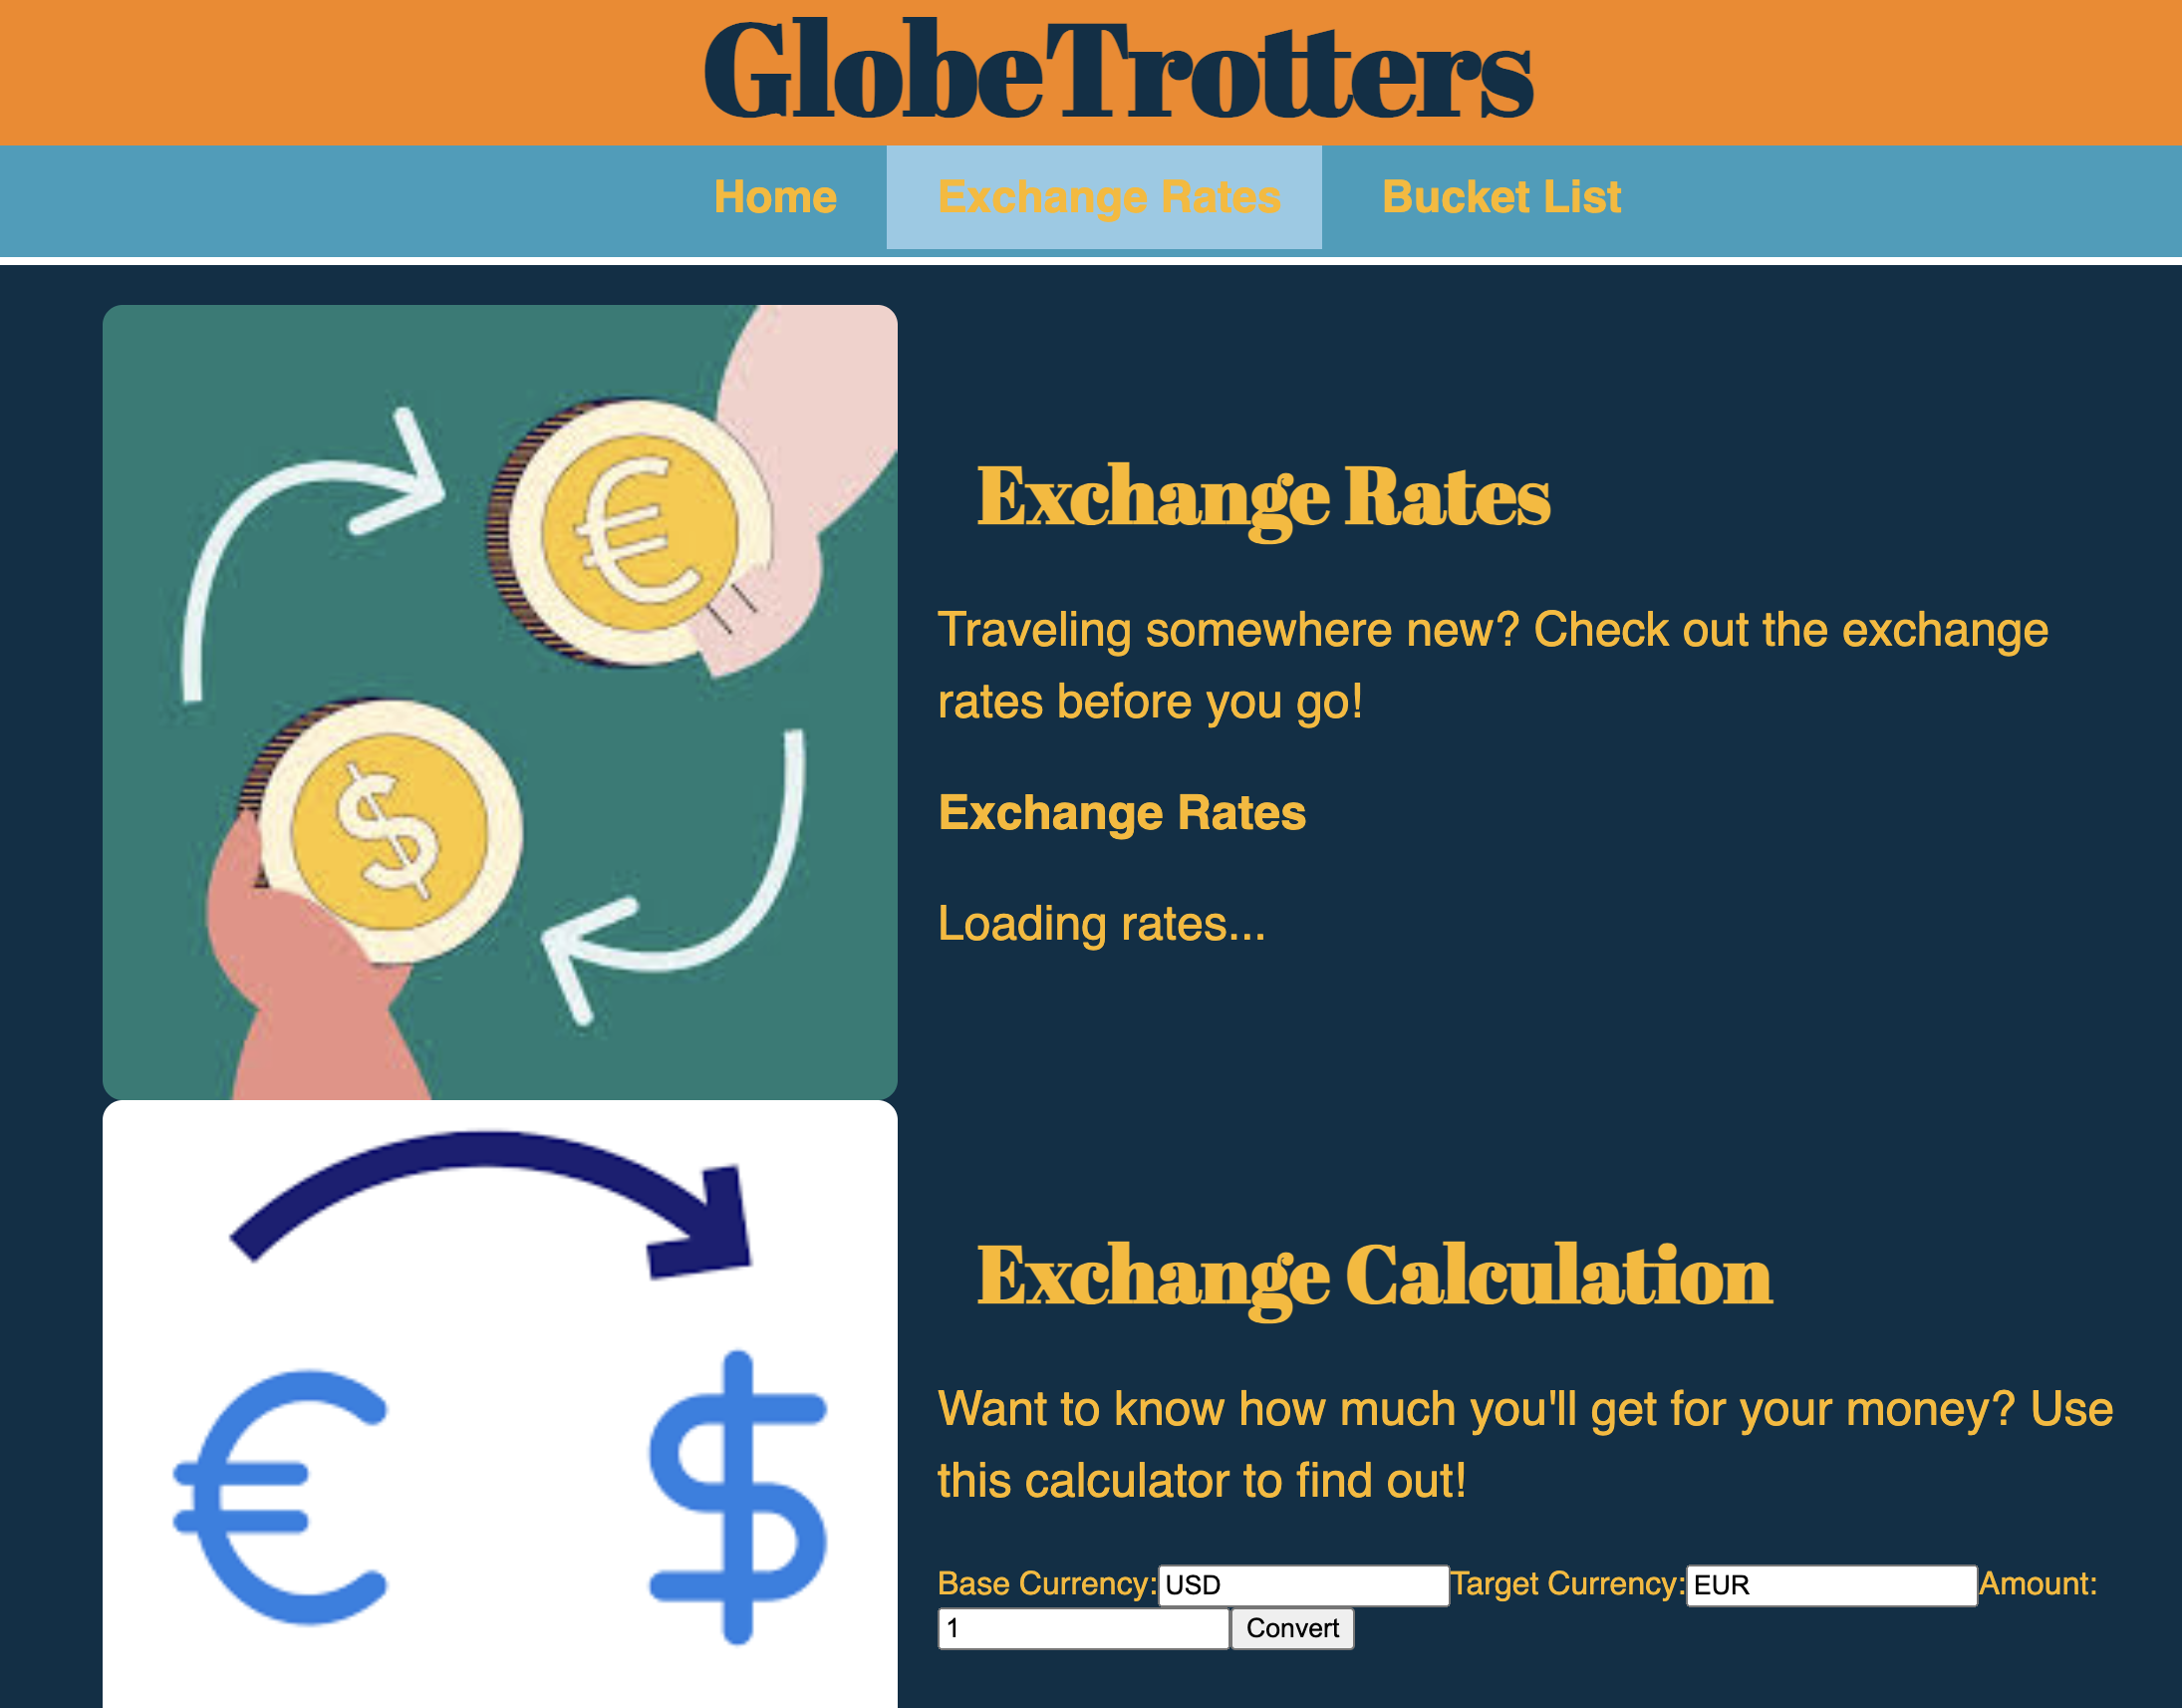 GlobeTrotters
Home Exchange Rates Bucket List
€
$
Exchange Rates
Traveling somewhere new? Check out the exchange
rates before you go!
Exchange Rates
Loading rates...
€ $
Exchange Calculation
Want to know how much you'll get for your money? Use
this calculator to find out!
Base Currency: USD Target Currency: EUR Amount:
1 Convert